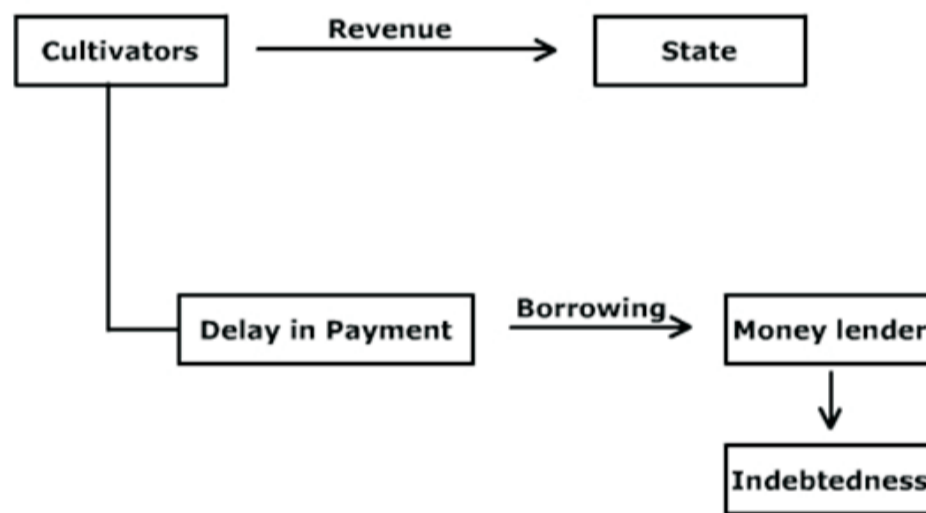 Revenue
Cultivators
State
Borrowing
Delay in Payment
Money lender
Indebtedness